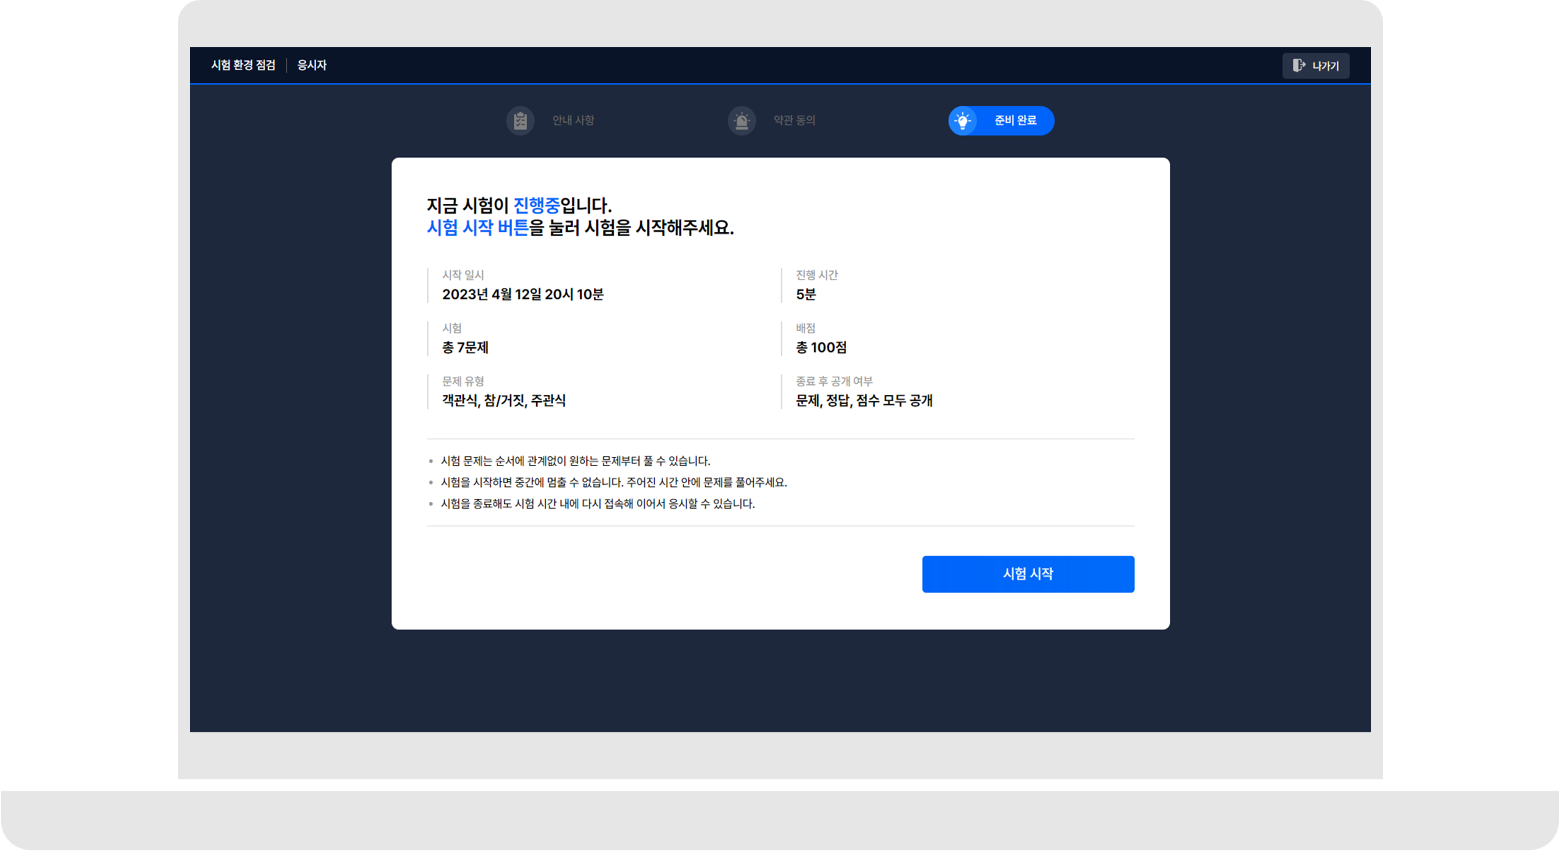 시험 환경 점검
응시자
나가기
안내 사항
약관 동의
준비 완료
지금 시험이 진행중입니다.
시험 시작 버튼을 눌러 시험을 시작해주세요.
시작 일시
2023년 4월 12일 20시 10분
진행 시간
5분
시험
총 7문제
배점
총 100점
문제 유형
객관식, 참/거짓, 주관식
종료 후 공개 여부
문제, 정답, 점수 모두 공개
• 시험 문제는 순서에 관계없이 원하는 문제부터 풀 수 있습니다.
• 시험을 시작하면 중간에 멈출 수 없습니다. 주어진 시간 안에 문제를 풀어주세요.
• 시험을 종료해도 시험 시간 내에 다시 접속해 이어서 응시할 수 있습니다.
시험 시작